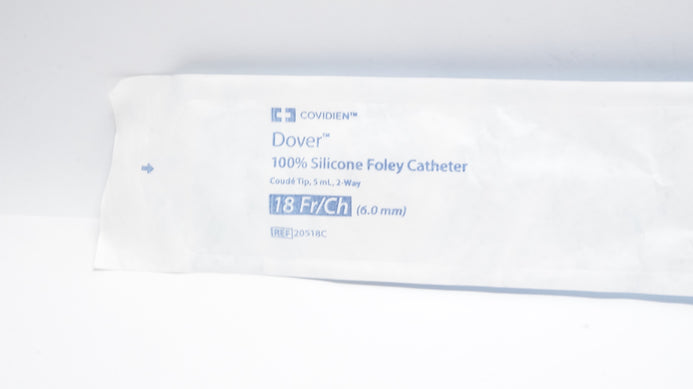 COVIDIEN™
Dover™
100% Silicone Foley Catheter
Coudé Tip, 5 mL, 2-Way
18 Fr/Ch (6.0 mm)
REF 20518C